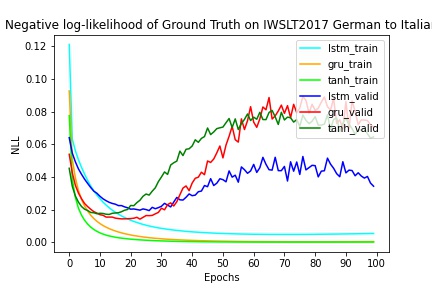 Negative log-likelihood of Ground Truth on IWSLT2017 German to Italia
0.12
0.10
0.08
0.06
0.04
0.02
0.00
NLL
0 10 20 30 40 50 60 70 80 90 100
Epochs
lstm_train
gru_train
tanh_train
lstm_valid
gru_valid
tanh_valid